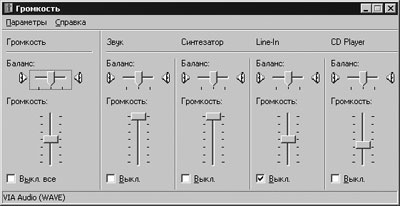 Громкость
Параметры Справка
Громкость Звук Синтезатор Line-In CD Player
Баланс: Баланс: Баланс: Баланс: Баланс:
Громкость: Громкость: Громкость: Громкость: Громкость:
Выкл. все Выкл. Выкл. Выкл. Выкл.
VIA Audio (WAVE)